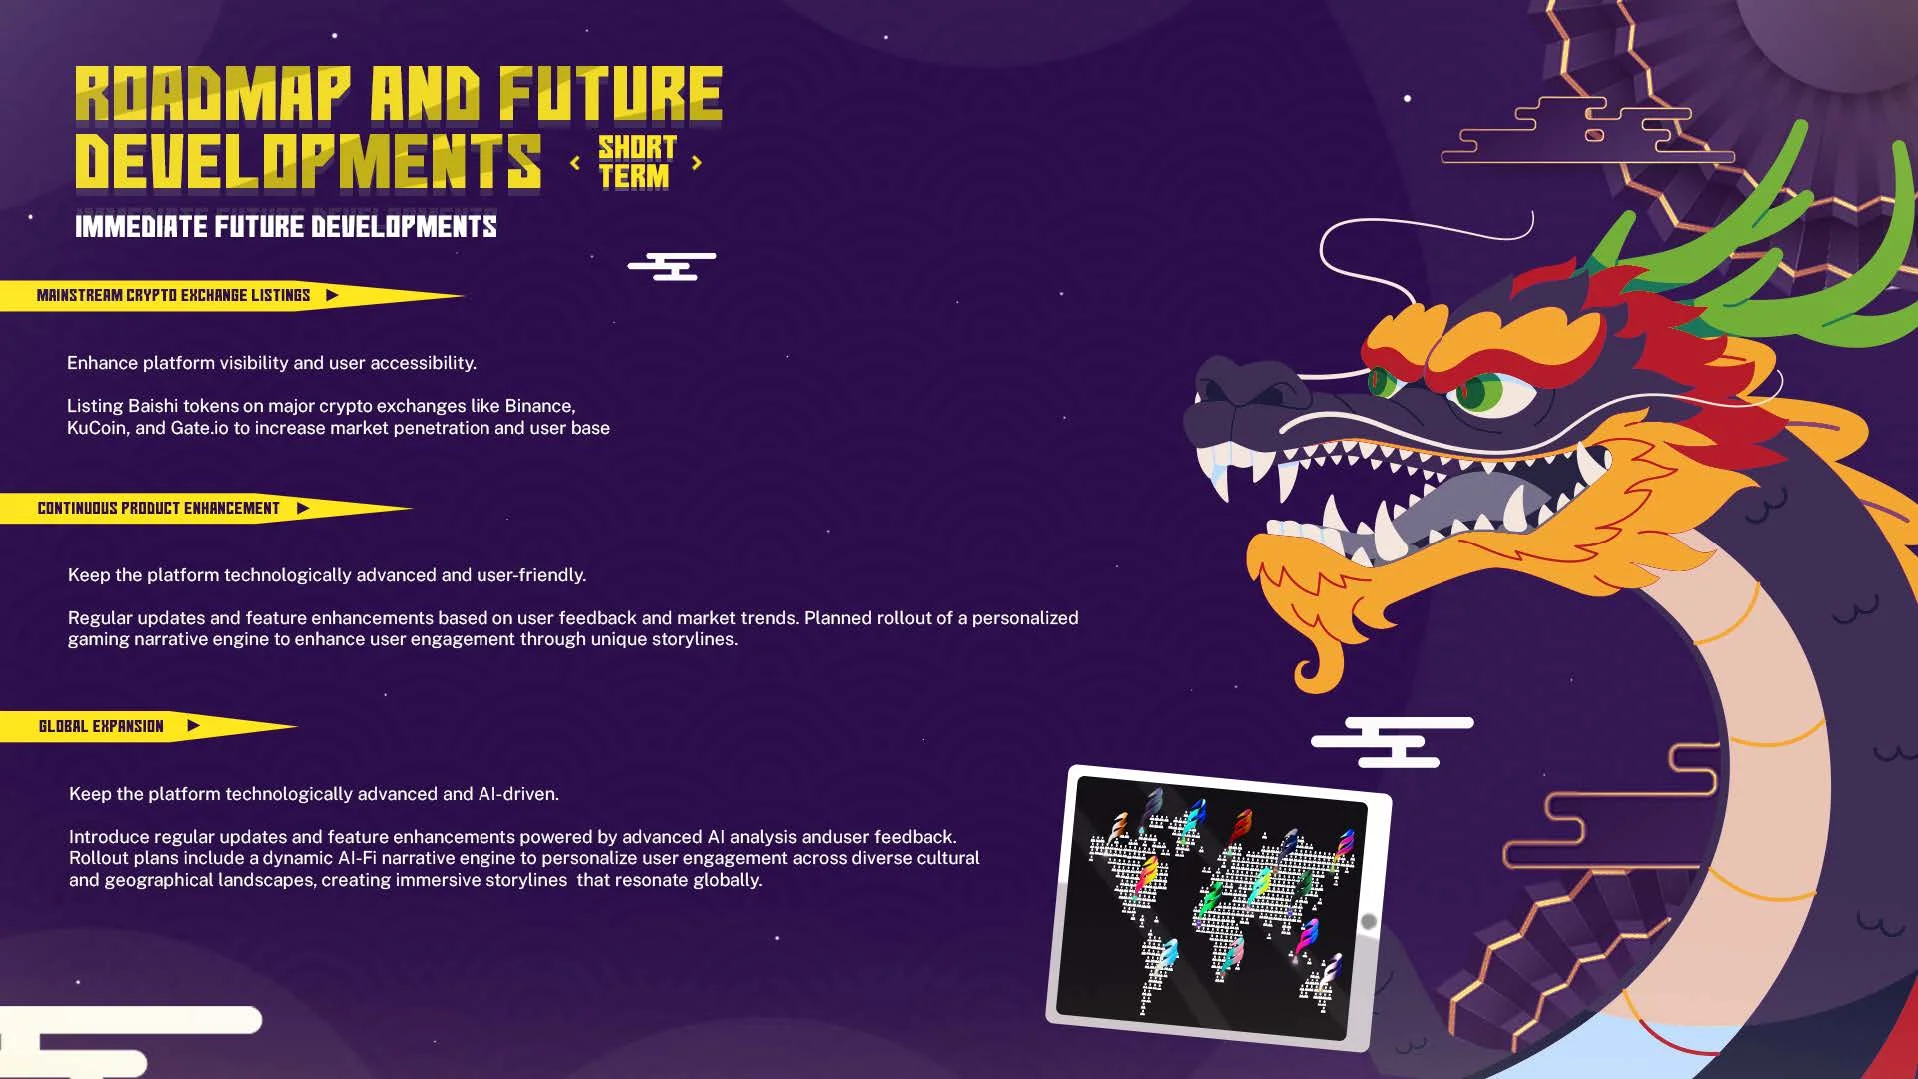 ROADMAP AND FUTURE
DEVELOPMENTS
SHORT
TERM
IMMEDIATE FUTURE DEVELOPMENTS
MAINSTREAM CRYPTO EXCHANGE LISTINGS
Enhance platform visibility and user accessibility.
Listing Baishi tokens on major crypto exchanges like Binance,
KuCoin, and Gate.io to increase market penetration and user base
CONTINUOUS PRODUCT ENHANCEMENT
Keep the platform technologically advanced and user-friendly.
Regular updates and feature enhancements based on user feedback and market trends. Planned rollout of a personalized
gaming narrative engine to enhance user engagement through unique storylines.
GLOBAL EXPANSION
Keep the platform technologically advanced and AI-driven.
Introduce regular updates and feature enhancements powered by advanced AI analysis anduser feedback.
Rollout plans include a dynamic AI-Fi narrative engine to personalize user engagement across diverse cultural
and geographical landscapes, creating immersive storylines that resonate globally.